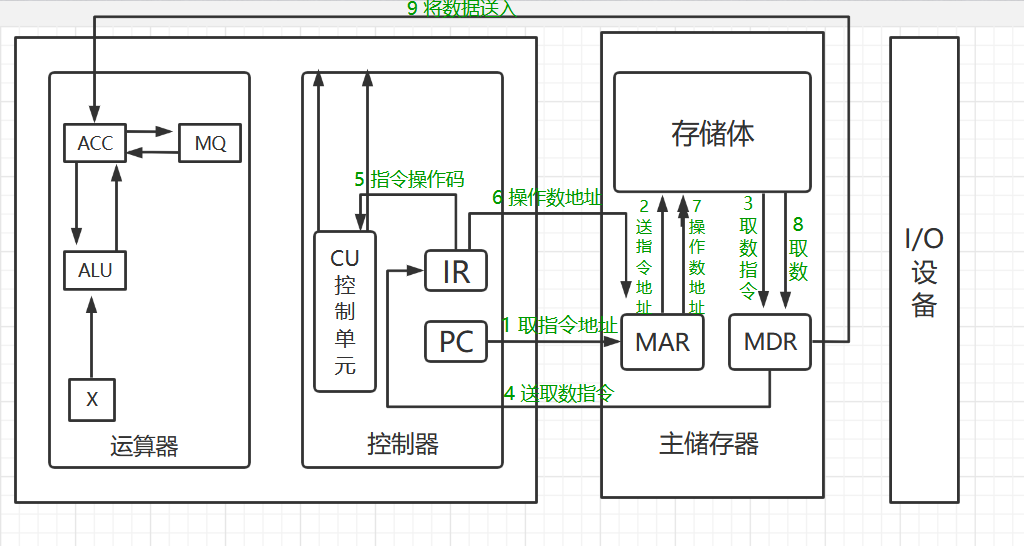 9 将数据送入
ACC
MQ
ALU
X
运算器
5 指令操作码
CU
控
制
单
元
IR
PC
控制器
6 操作数地址
1 取指令地址
4 送取数指令
存储体
2
送
指
令
地
址
7
操
作
数
地
址
3
取
数
指
令
8
取
数
MAR
MDR
主储存器
I/O
设
备